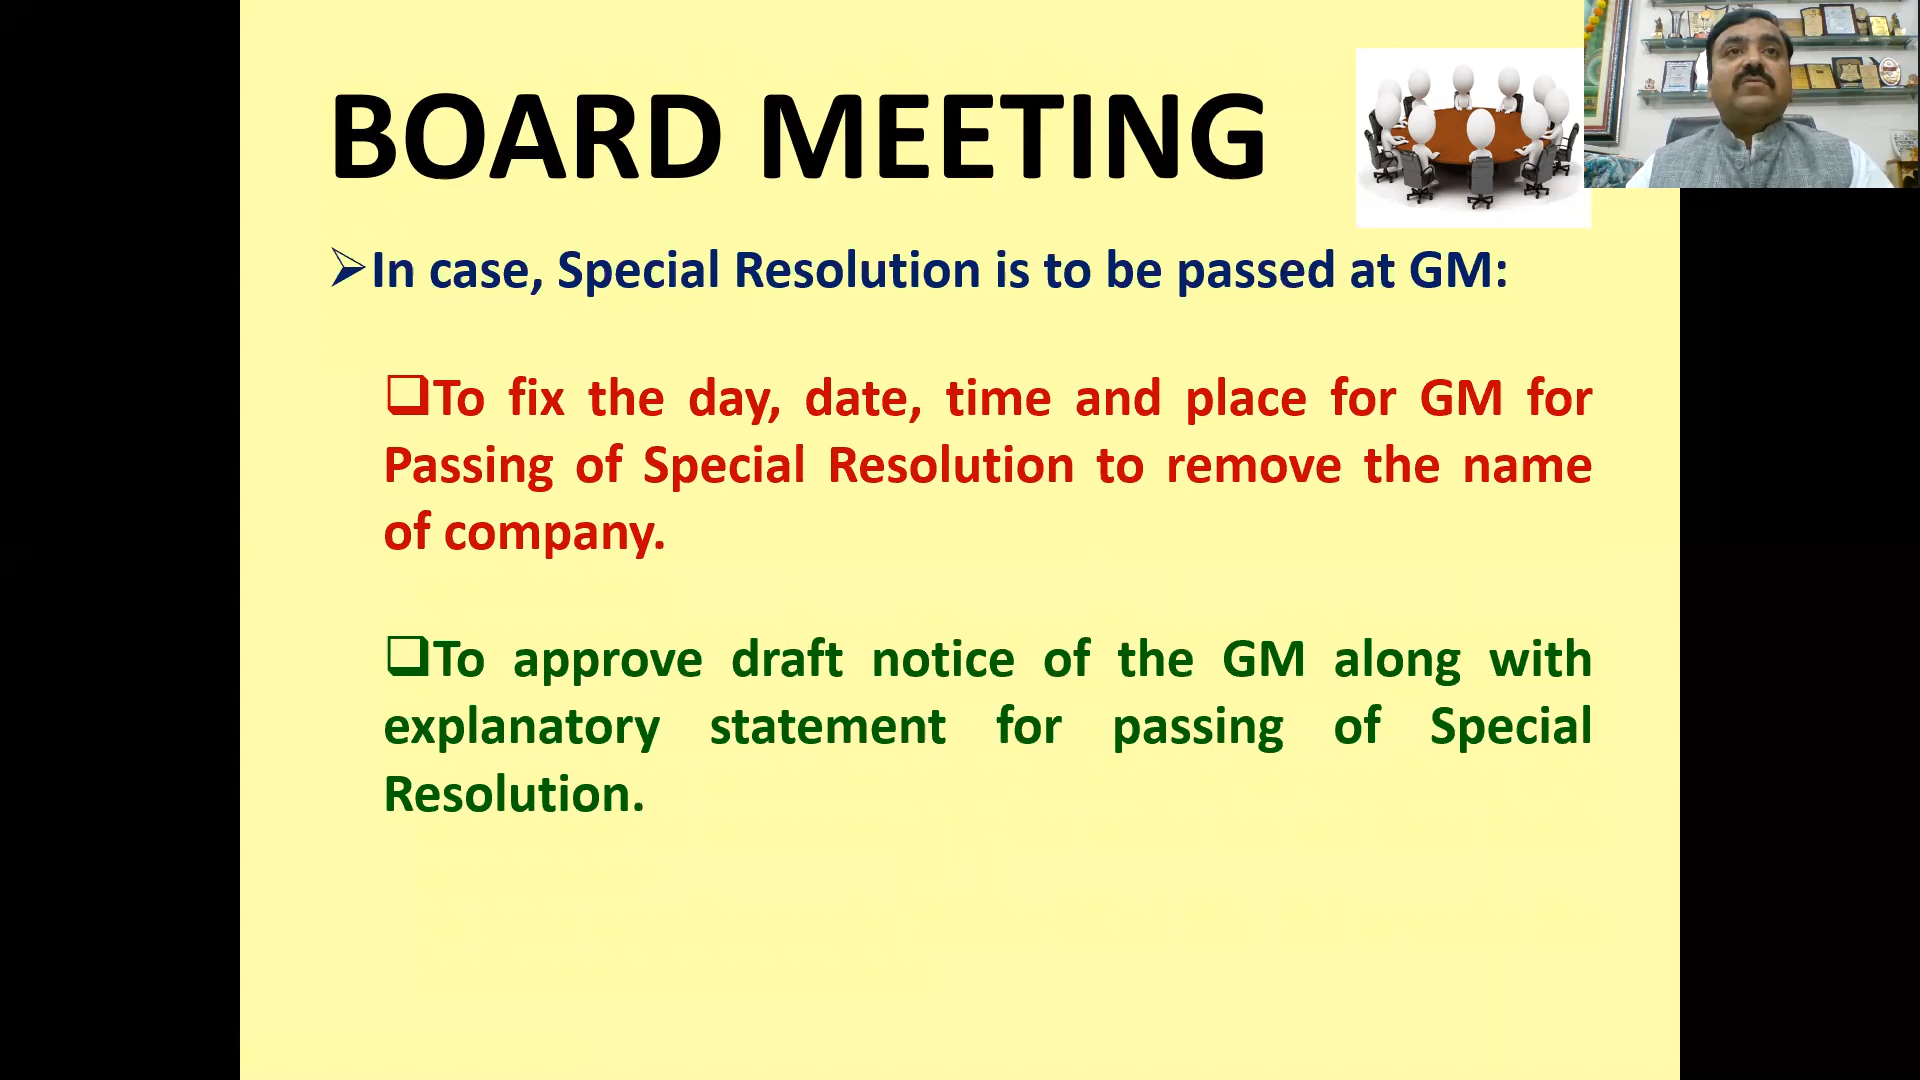 BOARD MEETING
➢In case, Special Resolution is to be passed at GM:
❑To fix the day, date, time and place for GM for
Passing of Special Resolution to remove the name
of company.
❑To approve draft notice of the GM along with
explanatory statement for passing of Special
Resolution.